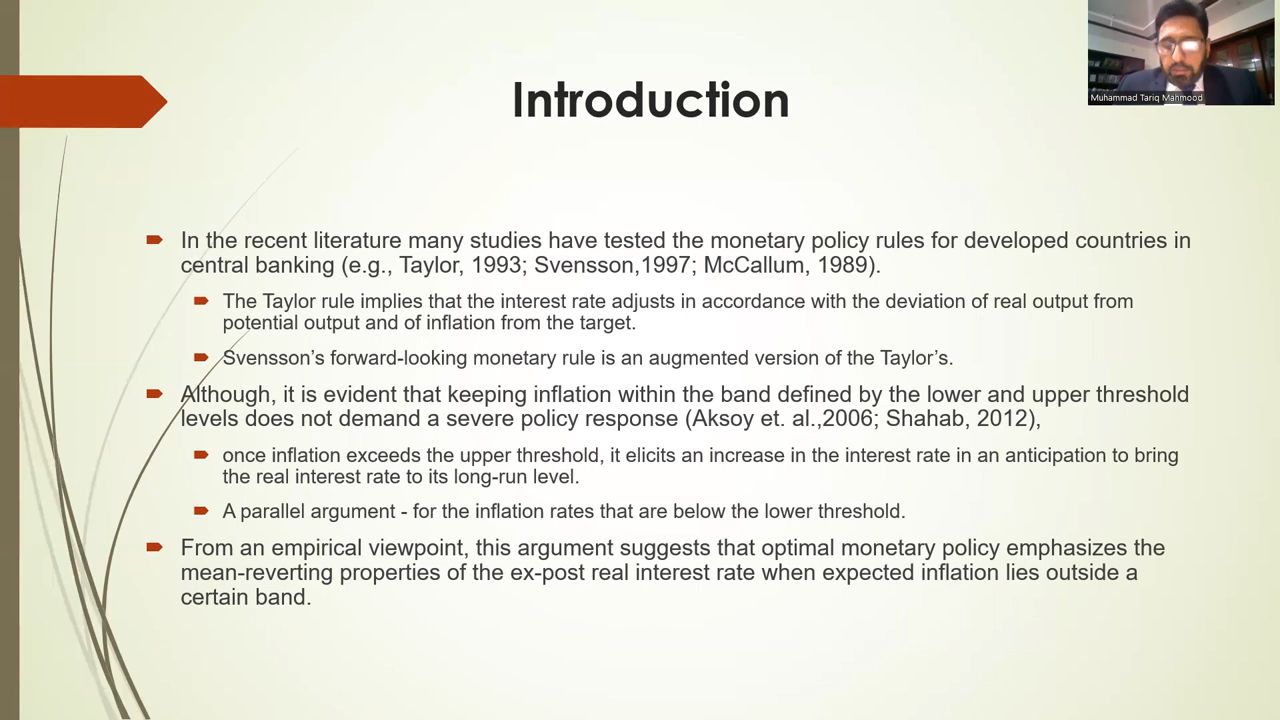 Introduction
Muhammad Tariq Mahmood
In the recent literature many studies have tested the monetary policy rules for developed countries in
central banking (e.g., Taylor, 1993; Svensson,1997; McCallum, 1989).
The Taylor rule implies that the interest rate adjusts in accordance with the deviation of real output from
potential output and of inflation from the target.
Svensson’s forward-looking monetary rule is an augmented version of the Taylor’s.
Although, it is evident that keeping inflation within the band defined by the lower and upper threshold
levels does not demand a severe policy response (Aksoy et. al.,2006; Shahab, 2012),
once inflation exceeds the upper threshold, it elicits an increase in the interest rate in an anticipation to bring
the real interest rate to its long-run level.
A parallel argument - for the inflation rates that are below the lower threshold.
From an empirical viewpoint, this argument suggests that optimal monetary policy emphasizes the
mean-reverting properties of the ex-post real interest rate when expected inflation lies outside a
certain band.